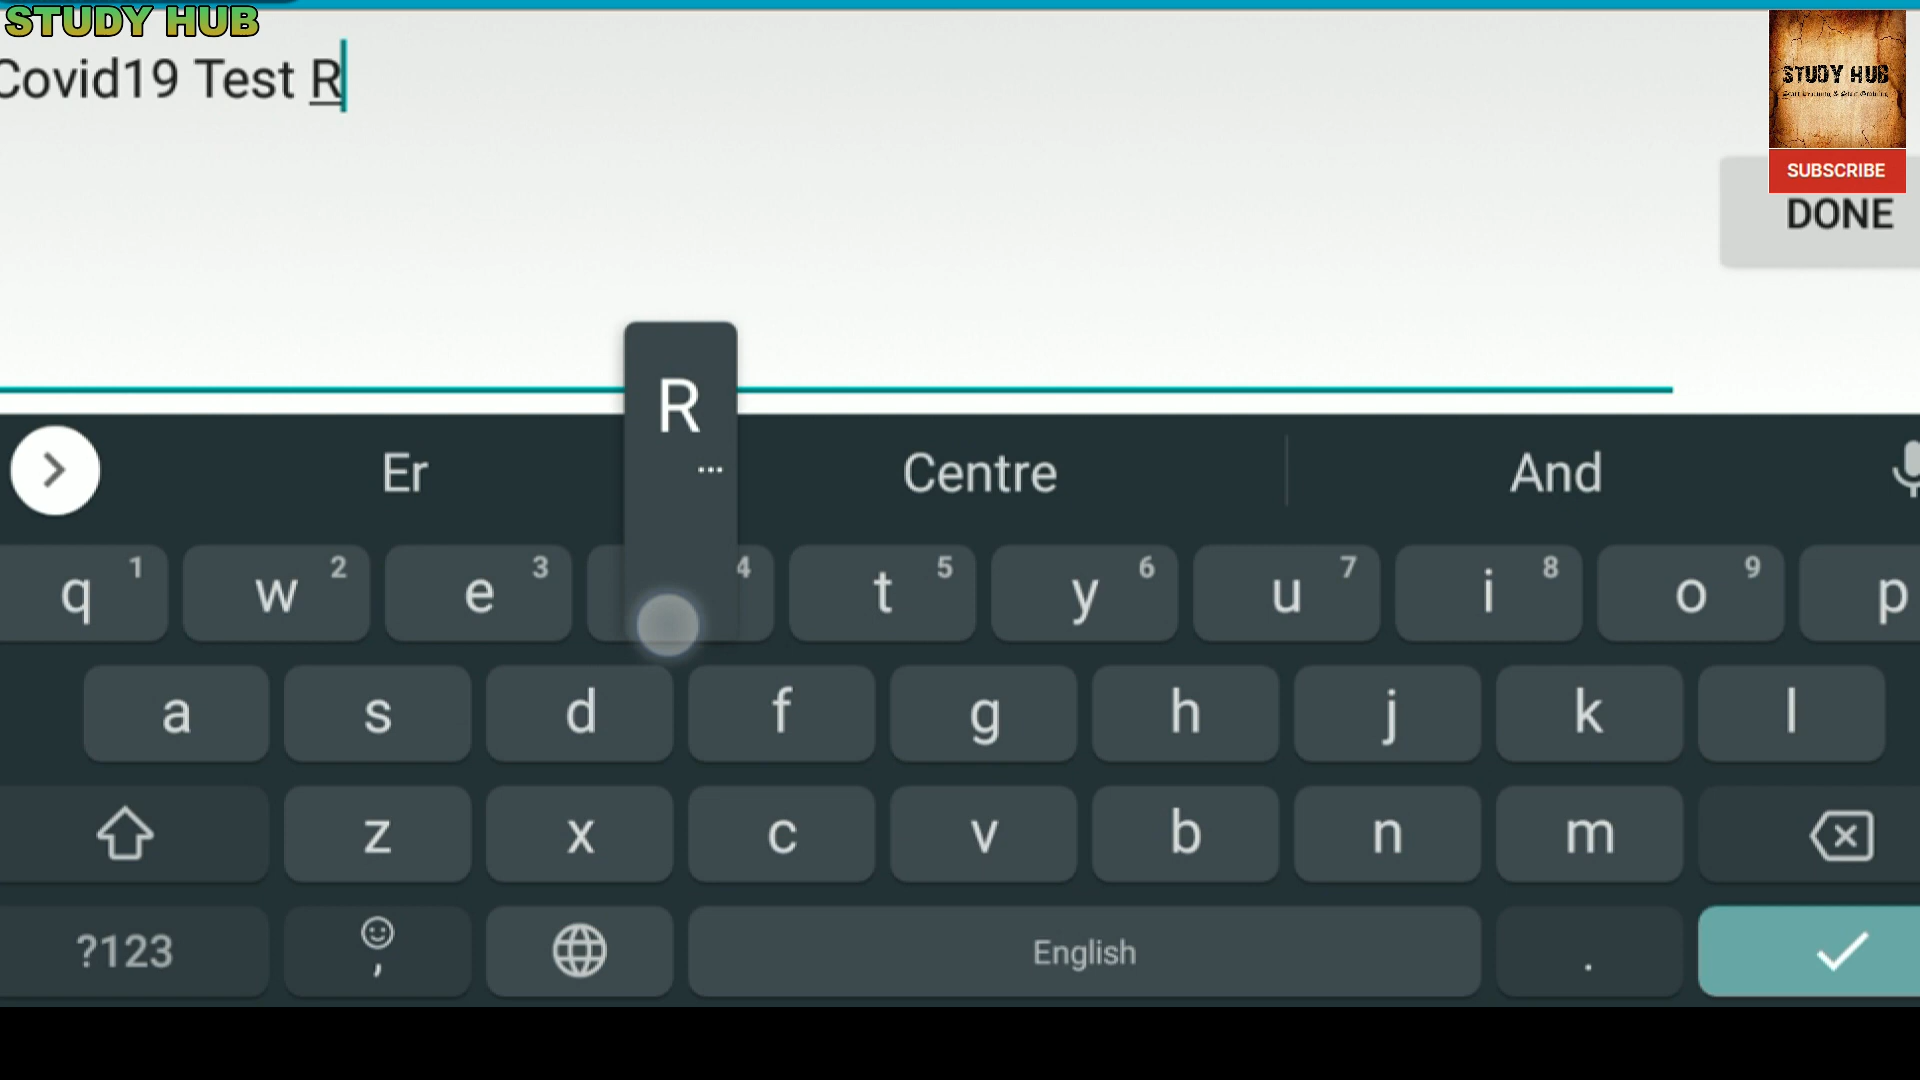 STUDY HUB
Covid19 Test R
STUDY HUB
SUBSCRIBE
DONE
R
...
Er
Centre
And
q 1 w 2 e 3 4 t 5 y 6 u 7 i 8 o 9 p
a s d f g h j k l
z x c v b n m
?123 , English .